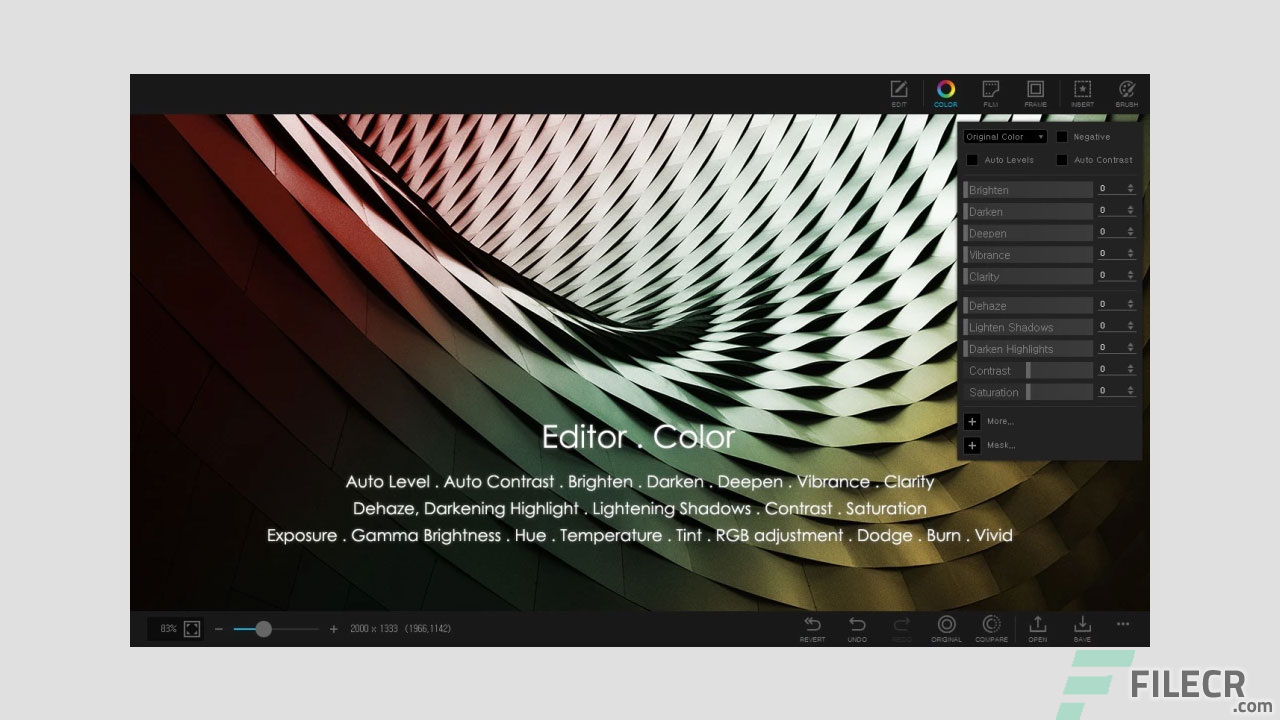 EDIT COLOR FILM FRAME INSERT BRUSH
Original Color Negative
Auto Levels Auto Contrast
Brighten 0
Darken 0
Deepen 0
Vibrance 0
Clarity 0
Dehaze 0
Lighten Shadows 0
Darken Highlights 0
Contrast 0
Saturation 0
+ More...
+ Mask...
Editor . Color
Auto Level . Auto Contrast . Brighten . Darken . Deepen . Vibrance . Clarity
Dehaze, Darkening Highlight . Lightening Shadows . Contrast . Saturation
Exposure . Gamma Brightness . Hue . Temperature . Tint . RGB adjustment . Dodge . Burn . Vivid
83% 2000 x 1333 (1966,1142)
REVERT UNDO REDO ORIGINAL COMPARE OPEN SAVE
FILECR
.com